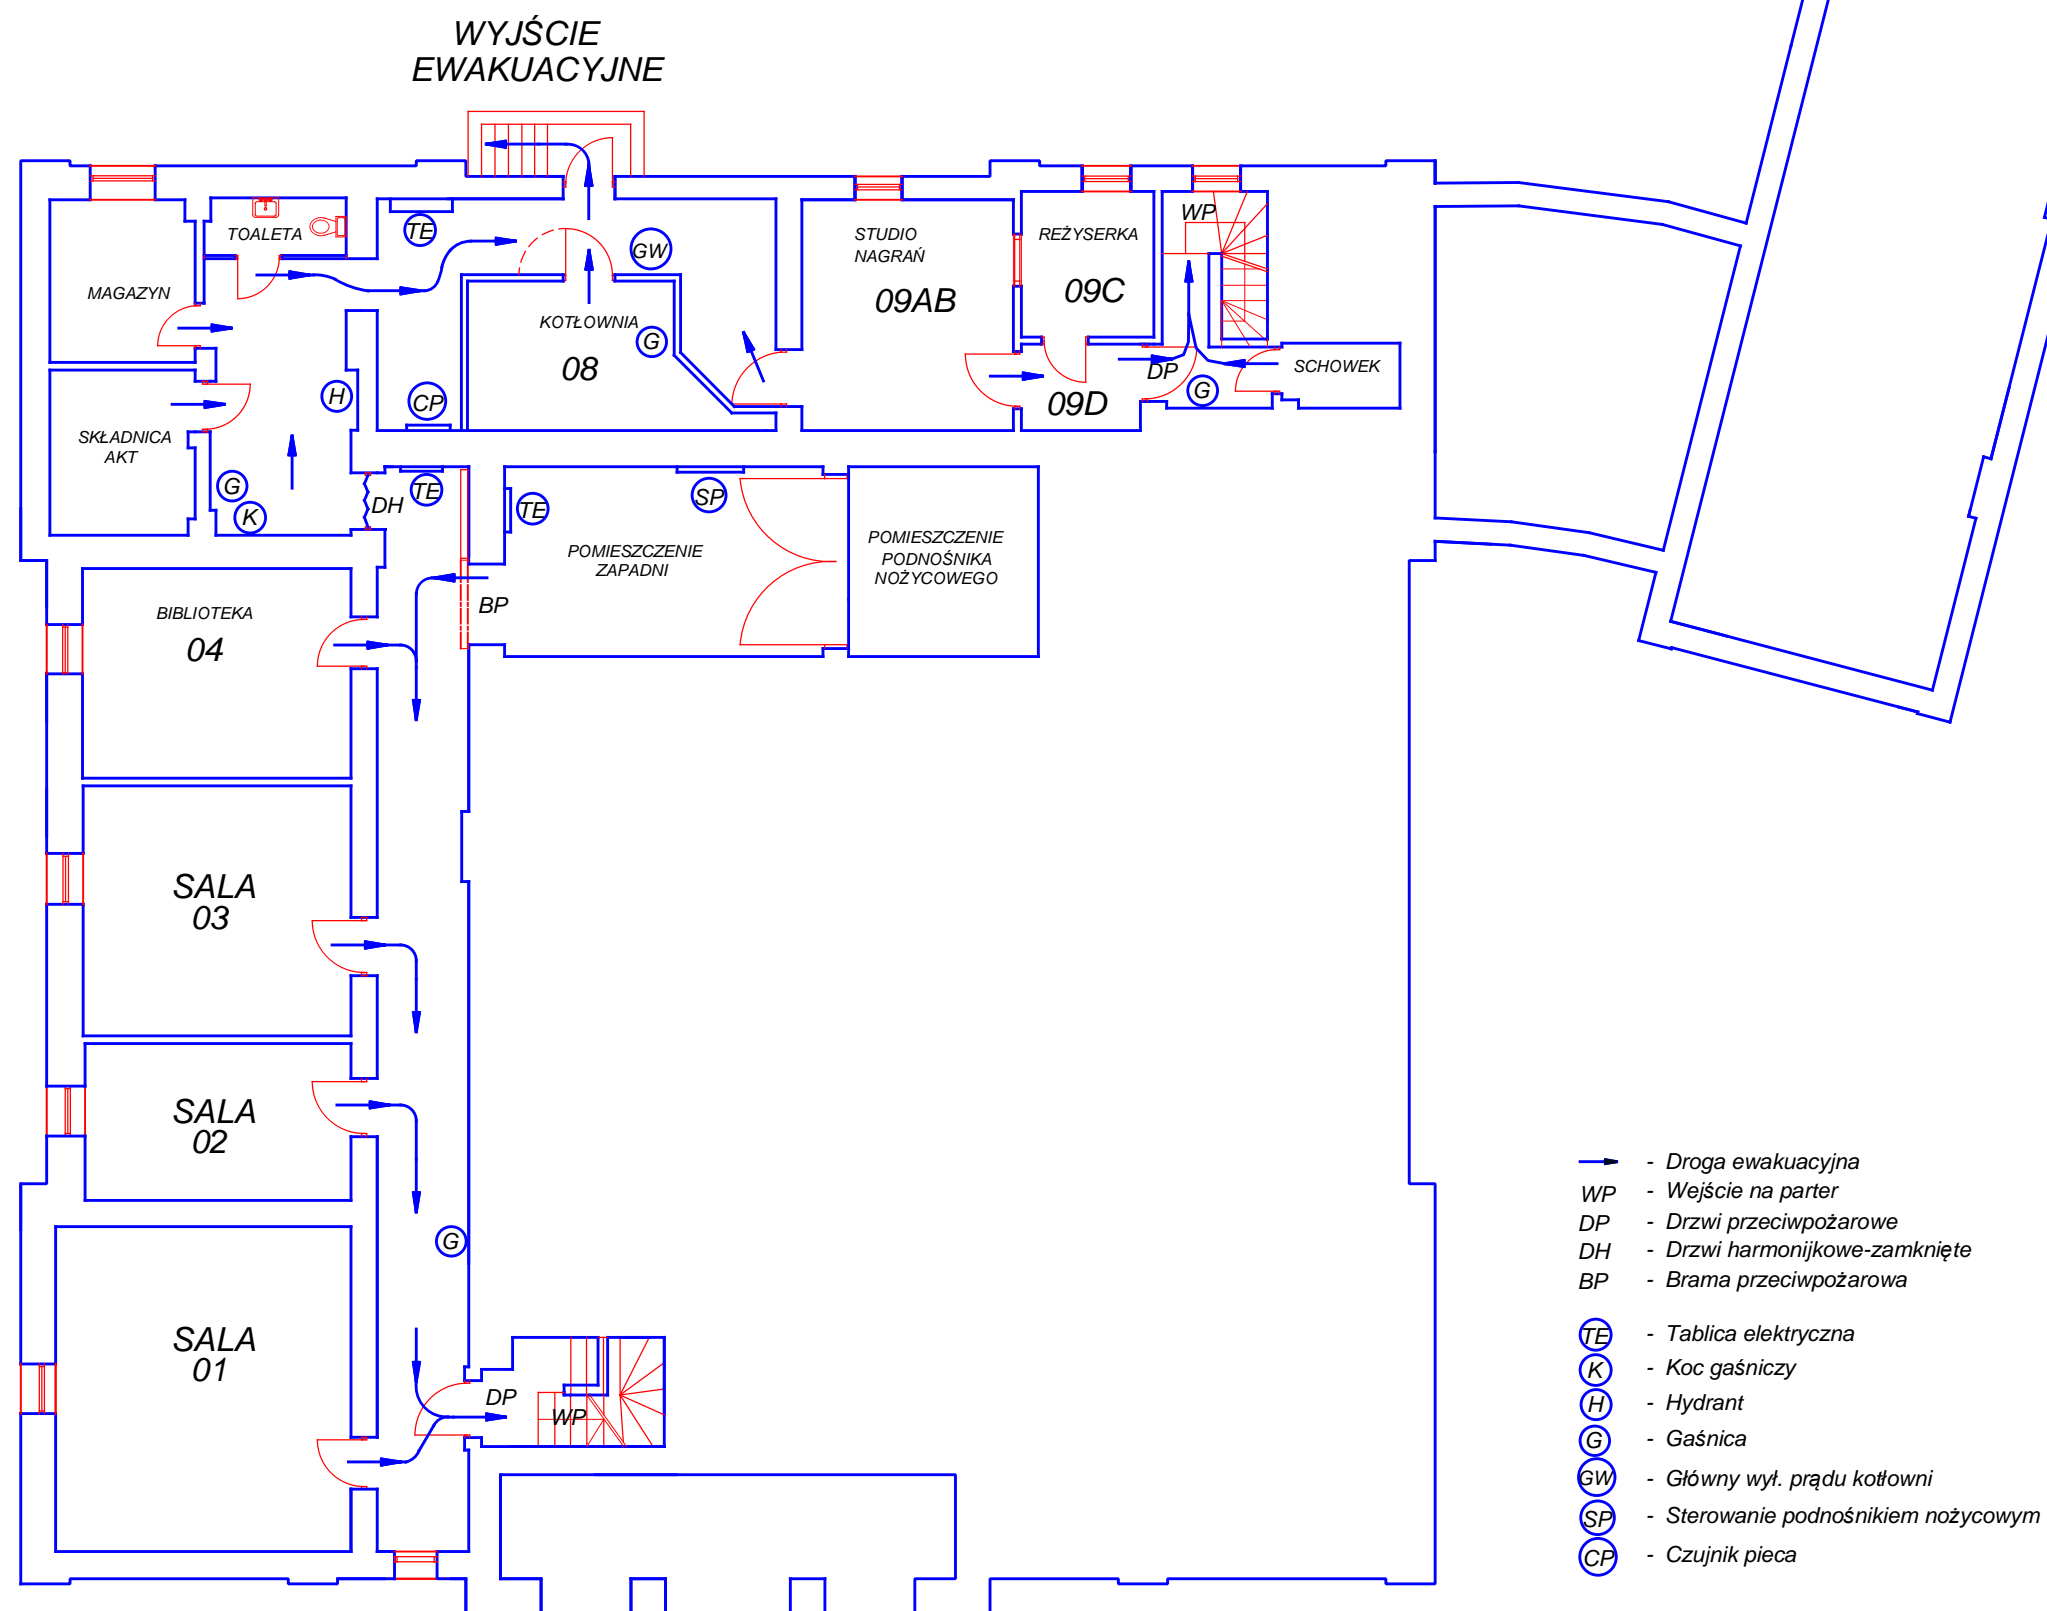 WYJŚCIE
EWAKUACYJNE
TE
TOALETA
GW
WP
STUDIO
NAGRAŃ
REŻYSERKA
MAGAZYN
09AB
09C
KOTŁOWNIA
G
08
SCHOWEK
DP
G
H
CP
09D
SKŁADNICA
AKT
G
K
DH
TE
TE
SP
POMIESZCZENIE
ZAPADNI
POMIESZCZENIE
PODNOŚNIKA
NOŻYCOWEGO
BP
BIBLIOTEKA
04
SALA
03
SALA
02
G
SALA
01
DP
WP
- Droga ewakuacyjna
WP - Wejście na parter
DP - Drzwi przeciwpożarowe
DH - Drzwi harmonijkowe-zamknięte
BP - Brama przeciwpożarowa
TE - Tablica elektryczna
K - Koc gaśniczy
H - Hydrant
G - Gaśnica
GW - Główny wył. prądu kotłowni
SP - Sterowanie podnośnikiem nożycowym
CP - Czujnik pieca